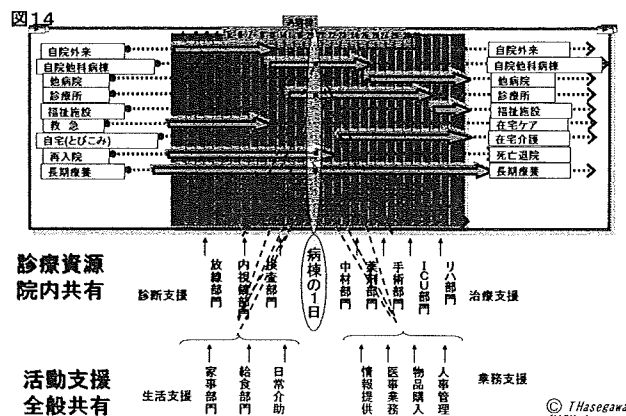 図14
自院外来
自院他科病棟
他病院
診療所
福祉施設
救急
自宅(とびこみ)
再入院
長期療養
自院外来
自院他科病棟
他病院
診療所
福祉施設
在宅ケア
在宅介護
死亡退院
長期療養
病棟の1日
診療資源
院内共有
診断支援
放線部門
内視鏡部門
検査部門
中材部門
薬剤部門
手術部門
ICU部門
リハ部門
治療支援
活動支援
全般共有
生活支援
家事部門
給食部門
日常介助
情報提供
医事業務
物品購入
人事管理
業務支援
© THasegawa